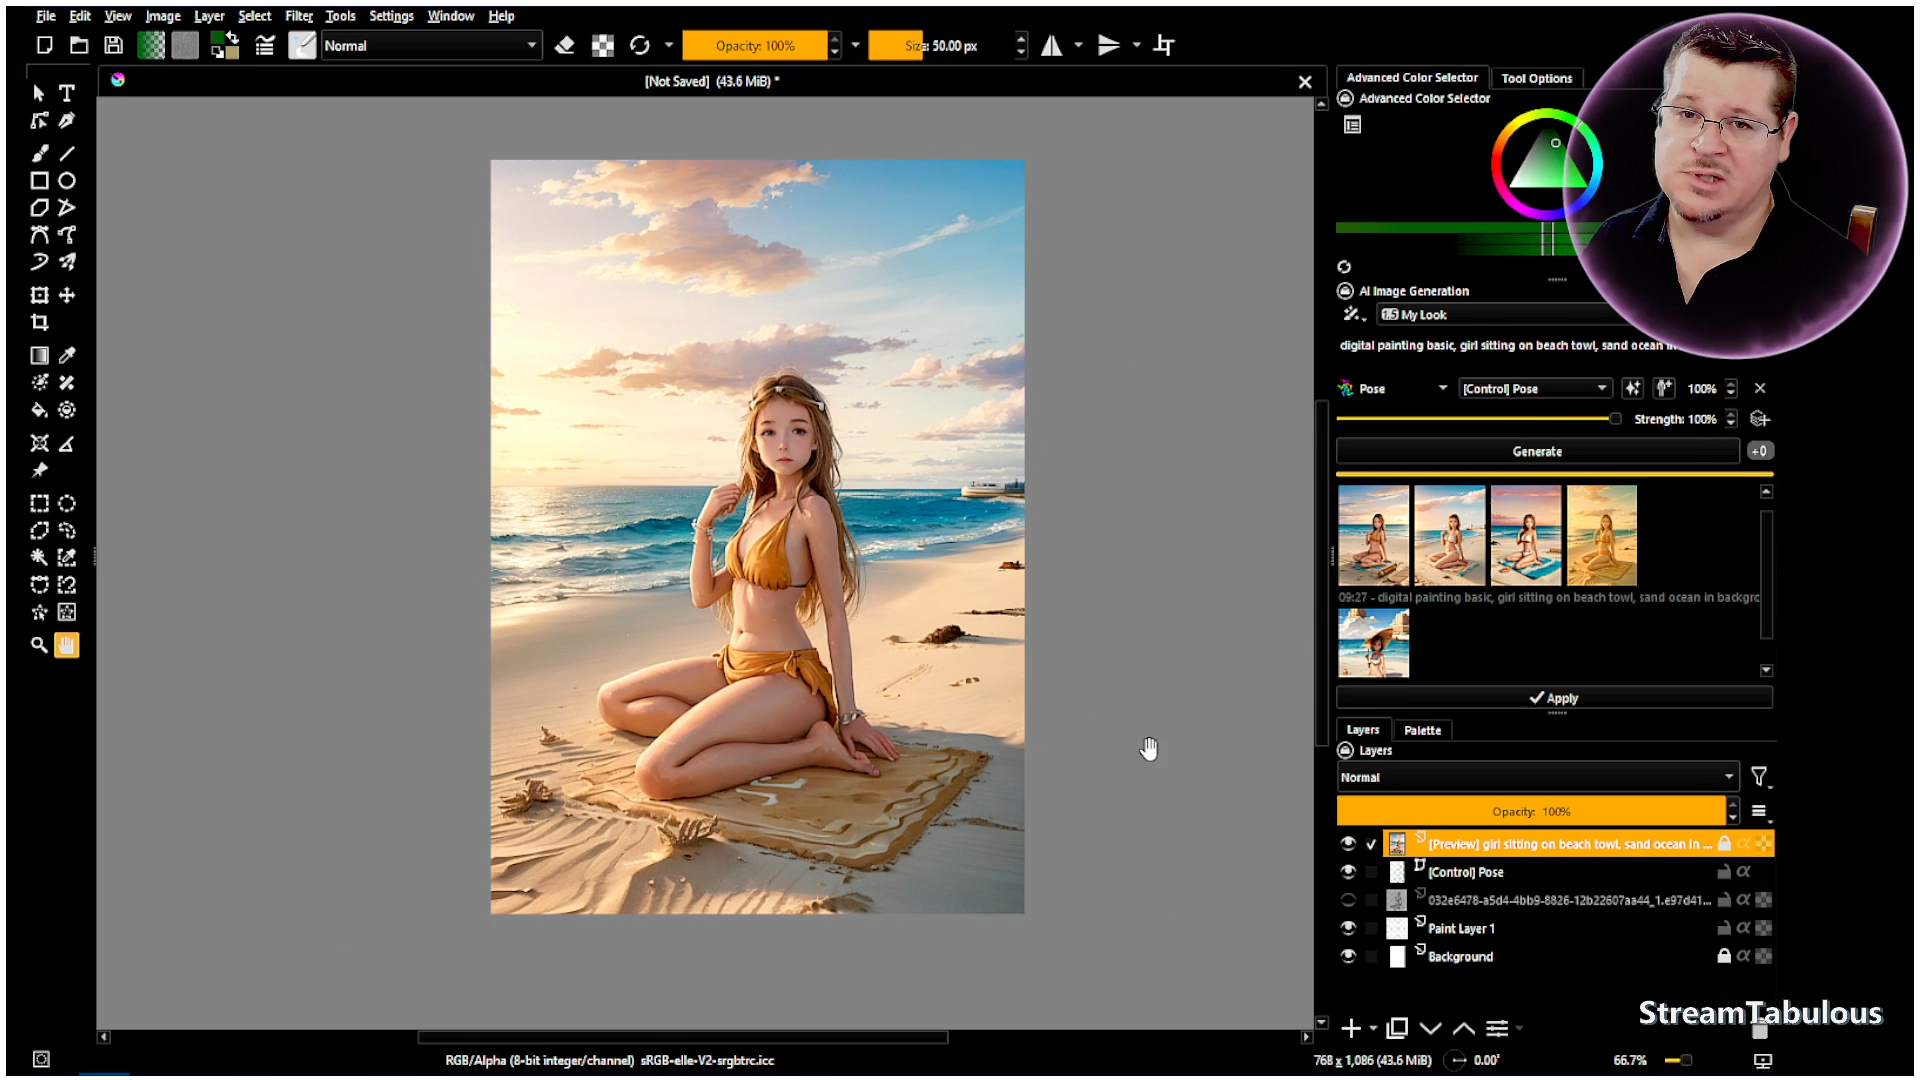 File Edit View Image Layer Select Filter Tools Settings Window Help
Normal
Opacity: 100%
Size: 50.00 px
[Not Saved] (43.6 MiB) *
Advanced Color Selector
Tool Options
Advanced Color Selector
AI Image Generation
1.5 My Look
digital painting basic, girl sitting on beach towl, sand ocean in
Pose
[Control] Pose
100%
Strength: 100%
Generate
+0
09:27 - digital painting basic, girl sitting on beach towl, sand ocean in backgrc
Apply
Layers
Palette
Layers
Normal
Opacity: 100%
[Preview] girl sitting on beach towl, sand ocean in ...
[Control] Pose
032e6478-a5d4-4bb9-8826-12b22607aa44_1.e97d41...
Paint Layer 1
Background
StreamTabulous
RGB/Alpha (8-bit integer/channel) sRGB-elle-V2-srgbtrc.icc
768 x 1,086 (43.6 MiB)
0.00°
66.7%